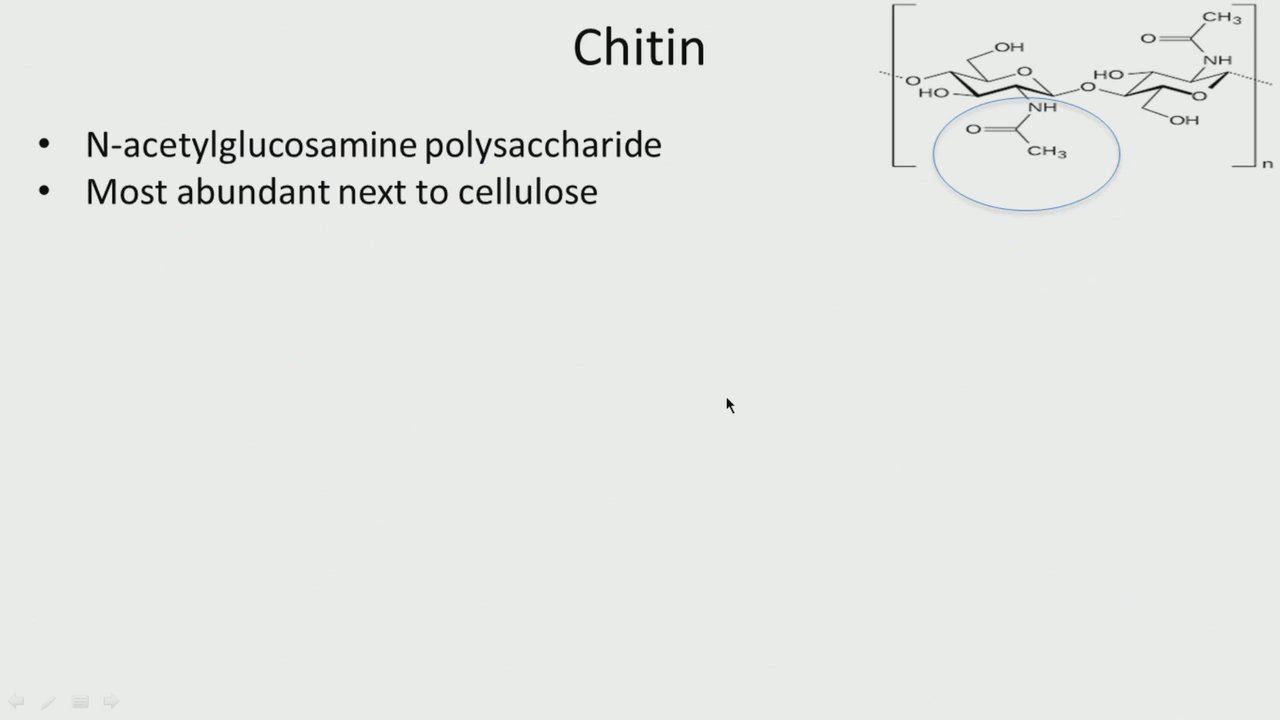 Chitin
• N-acetylglucosamine polysaccharide
• Most abundant next to cellulose
CH3
O
OH
NH
O
HO
O
O
HO
O
NH
OH
O
CH3
n